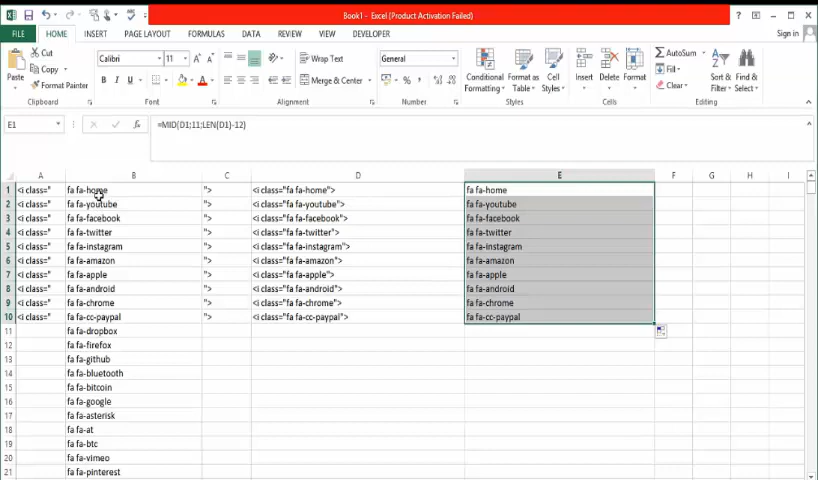 Book1 - Excel (Product Activation Failed)
FILE HOME INSERT PAGE LAYOUT FORMULAS DATA REVIEW VIEW DEVELOPER Sign in
Cut
Copy
Format Painter
Paste
Clipboard
Calibri 11
B I U
Font
Wrap Text
Merge & Center
Alignment
General
Number
Conditional Formatting
Format as Table
Cell Styles
Styles
Insert Delete Format
Cells
AutoSum
Fill
Clear
Sort & Filter
Find & Select
Editing
E1 =MID(D1;11;LEN(D1)-12)
A B C D E F G H I
1 <i class=" fa fa-home "> <i class="fa fa-home"> fa fa-home
2 <i class=" fa fa-youtube "> <i class="fa fa-youtube"> fa fa-youtube
3 <i class=" fa fa-facebook "> <i class="fa fa-facebook"> fa fa-facebook
4 <i class=" fa fa-twitter "> <i class="fa fa-twitter"> fa fa-twitter
5 <i class=" fa fa-instagram "> <i class="fa fa-instagram"> fa fa-instagram
6 <i class=" fa fa-amazon "> <i class="fa fa-amazon"> fa fa-amazon
7 <i class=" fa fa-apple "> <i class="fa fa-apple"> fa fa-apple
8 <i class=" fa fa-android "> <i class="fa fa-android"> fa fa-android
9 <i class=" fa fa-chrome "> <i class="fa fa-chrome"> fa fa-chrome
10 <i class=" fa fa-cc-paypal "> <i class="fa fa-cc-paypal"> fa fa-cc-paypal
11 fa fa-dropbox
12 fa fa-firefox
13 fa fa-github
14 fa fa-bluetooth
15 fa fa-bitcoin
16 fa fa-google
17 fa fa-asterisk
18 fa fa-at
19 fa fa-btc
20 fa fa-vimeo
21 fa fa-pinterest